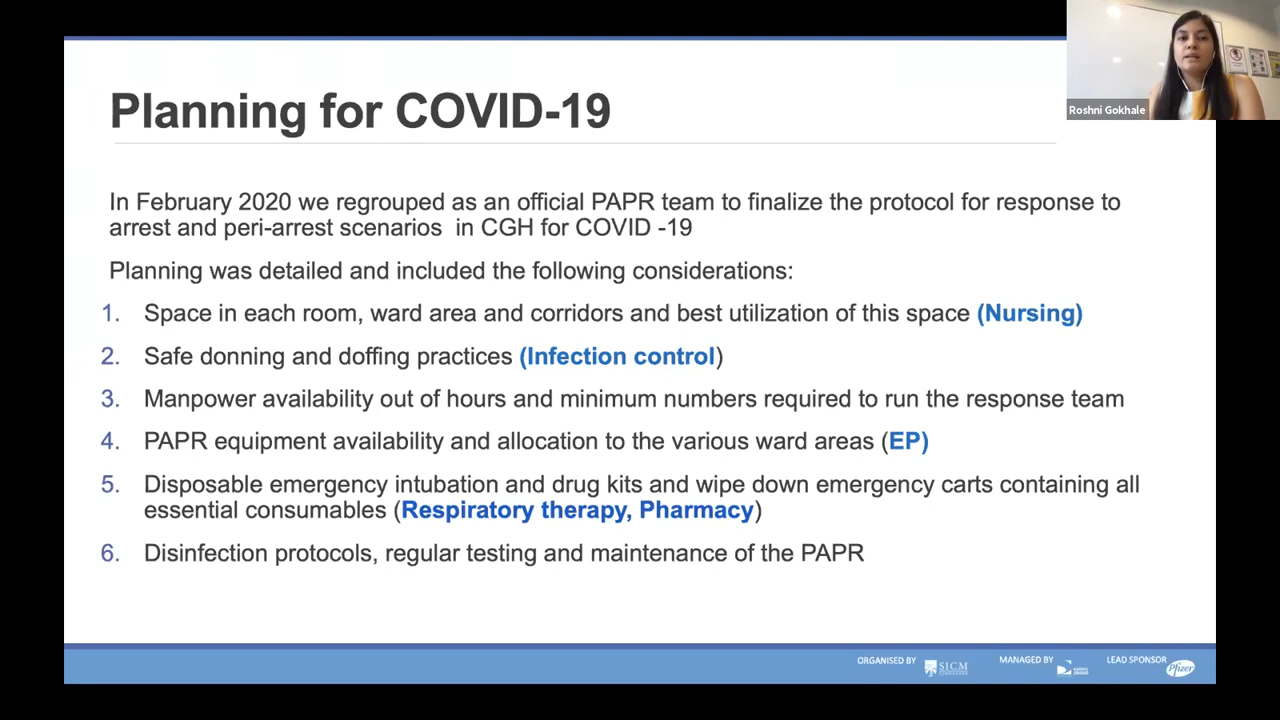 Planning for COVID-19
Roshni Gokhale
In February 2020 we regrouped as an official PAPR team to finalize the protocol for response to
arrest and peri-arrest scenarios in CGH for COVID -19
Planning was detailed and included the following considerations:
1. Space in each room, ward area and corridors and best utilization of this space (Nursing)
2. Safe donning and doffing practices (Infection control)
3. Manpower availability out of hours and minimum numbers required to run the response team
4. PAPR equipment availability and allocation to the various ward areas (EP)
5. Disposable emergency intubation and drug kits and wipe down emergency carts containing all
essential consumables (Respiratory therapy, Pharmacy)
6. Disinfection protocols, regular testing and maintenance of the PAPR
ORGANISED BY SICM MANAGED BY LEAD SPONSOR Pfizer